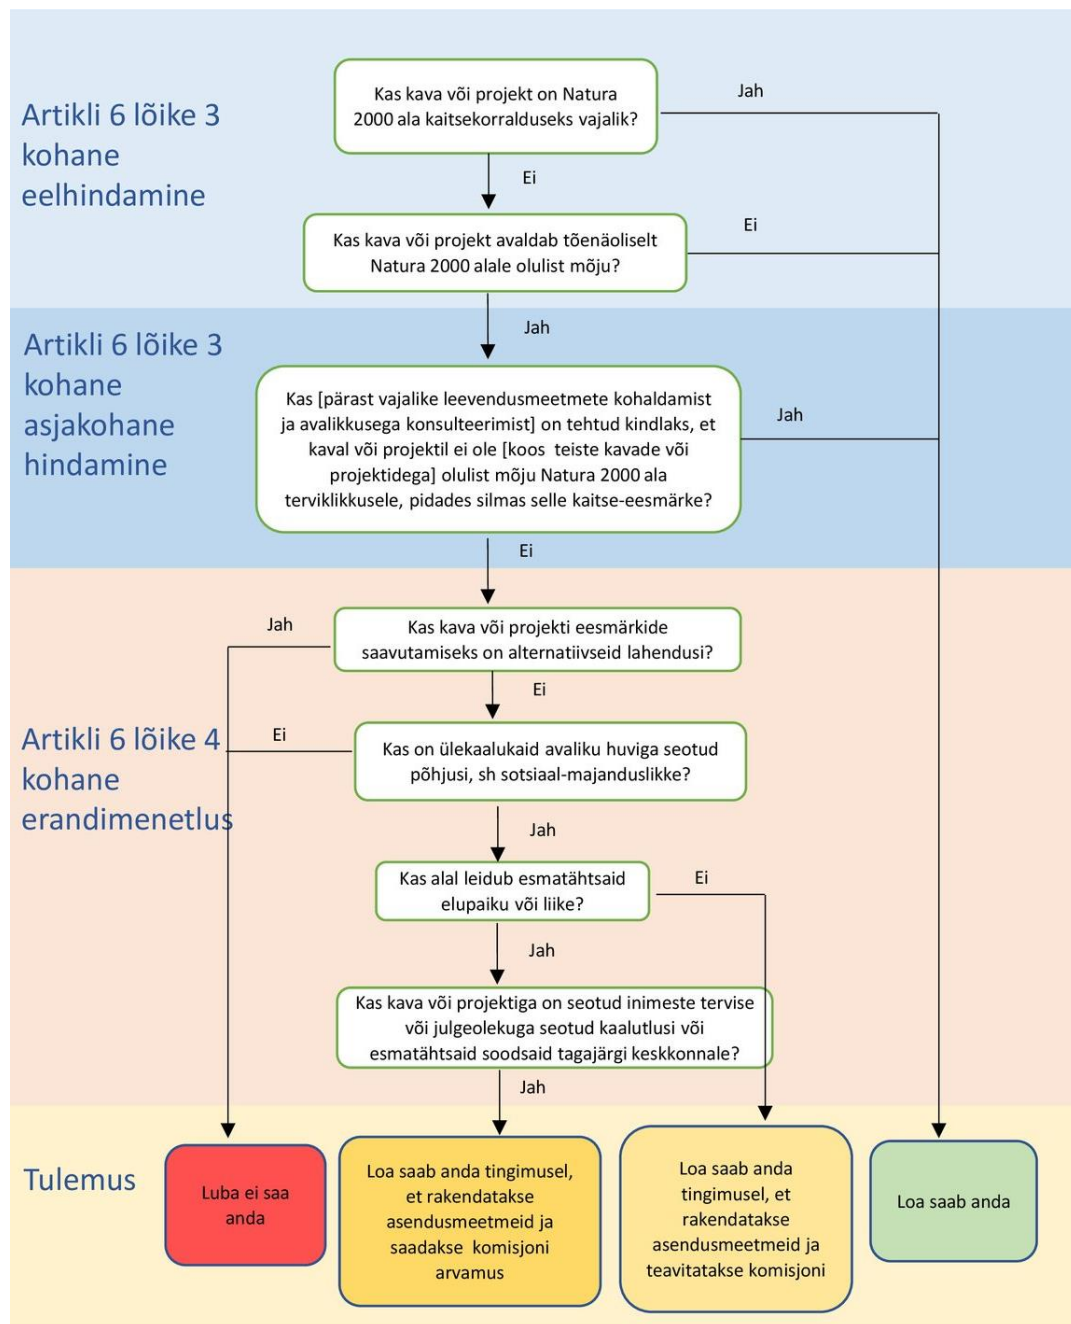 Artikli 6 lõike 3
kohane
eelhindamine
Kas kava või projekt on Natura
2000 ala kaitsekorralduseks vajalik?
Jah
Ei
Kas kava või projekt avaldab tõenäoliselt
Natura 2000 alale olulist mõju?
Ei
Jah
Artikli 6 lõike 3
kohane
asjakohane
hindamine
Kas [pärast vajalike leevendusmeetmete kohaldamist
ja avalikkusega konsulteerimist] on tehtud kindlaks, et
kaval või projektil ei ole [koos teiste kavade või
projektidega] olulist mõju Natura 2000 ala
terviklikkusele, pidades silmas selle kaitse-eesmärke?
Jah
Ei
Artikli 6 lõike 4
kohane
erandimenetlus
Kas kava või projekti eesmärkide
saavutamiseks on alternatiivseid lahendusi?
Jah
Ei
Kas on ülekaalukaid avaliku huviga seotud
põhjusi, sh sotsiaal-majanduslikke?
Ei
Jah
Kas alal leidub esmatähtsaid
elupaiku või liike?
Ei
Jah
Kas kava või projektiga on seotud inimeste tervise
või julgeolekuga seotud kaalutlusi või
esmatähtsaid soodsaid tagajärgi keskkonnale?
Jah
Tulemus
Luba ei saa
anda
Loa saab anda tingimusel,
et rakendatakse
asendusmeetmeid ja
saadakse komisjoni
arvamus
Loa saab anda
tingimusel, et
rakendatakse
asendusmeetmeid ja
teavitatakse komisjoni
Loa saab anda